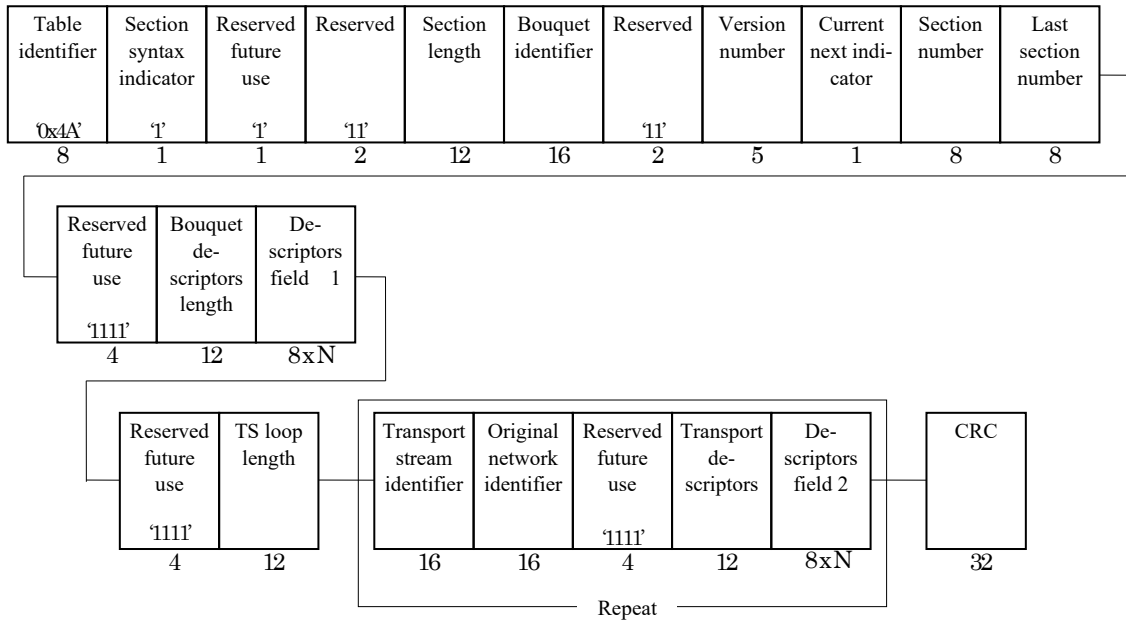 Table
identifier
‘0x4A’
8
Section
syntax
indicator
‘1’
1
Reserved
future
use
‘1’
1
Reserved
‘11’
2
Section
length
12
Bouquet
identifier
16
Reserved
‘11’
2
Version
number
5
Current
next indi-
cator
1
Section
number
8
Last
section
number
8
Reserved
future
use
‘1111’
4
Bouquet
de-
scriptors
length
12
De-
scriptors
field 1
8xN
Reserved
future
use
‘1111’
4
TS loop
length
12
Transport
stream
identifier
16
Original
network
identifier
16
Reserved
future
use
‘1111’
4
Transport
de-
scriptors
12
De-
scriptors
field 2
8xN
CRC
32
Repeat